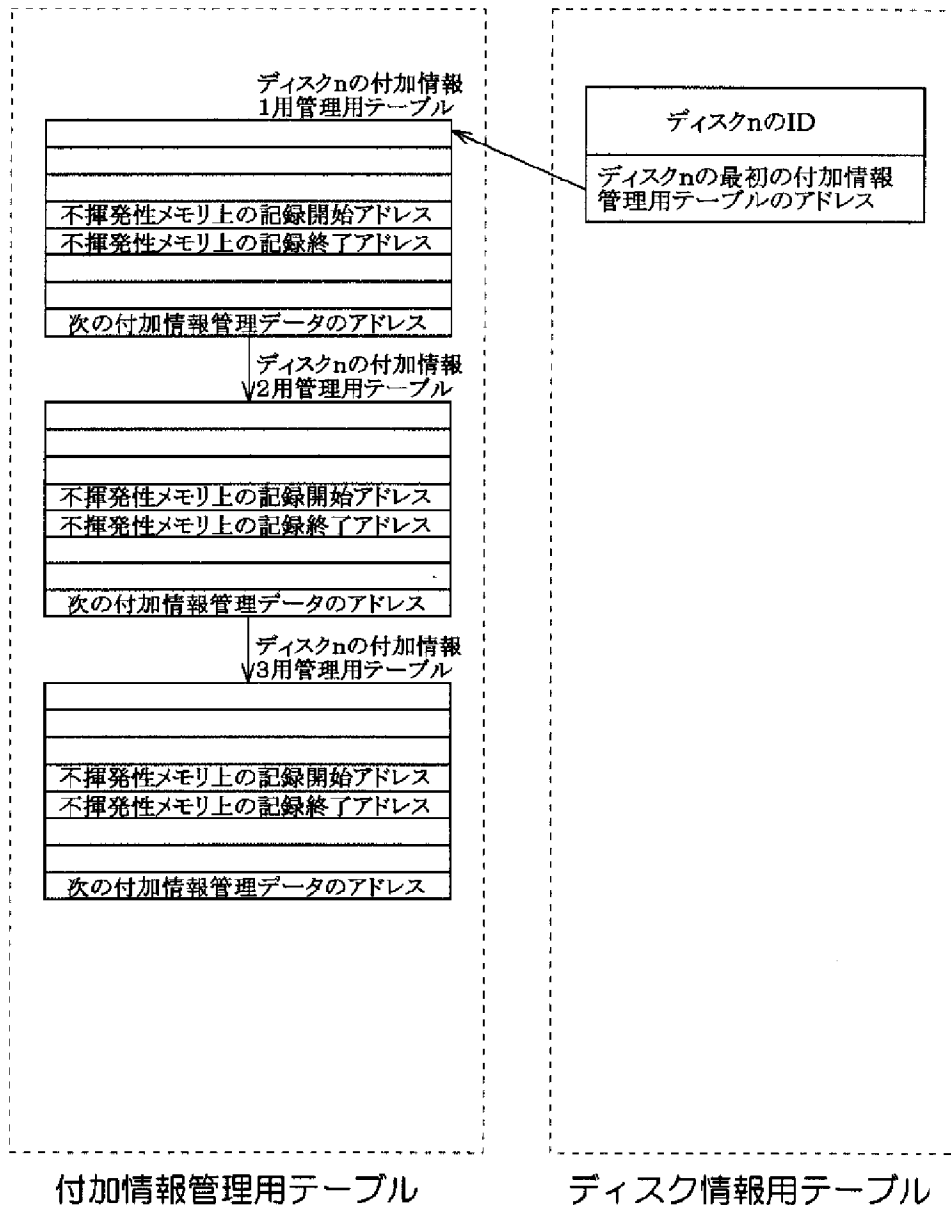 ディスクnの付加情報
1用管理用テーブル
不揮発性メモリ上の記録開始アドレス
不揮発性メモリ上の記録終了アドレス
次の付加情報管理データのアドレス
ディスクnの付加情報
2用管理用テーブル
不揮発性メモリ上の記録開始アドレス
不揮発性メモリ上の記録終了アドレス
次の付加情報管理データのアドレス
ディスクnの付加情報
3用管理用テーブル
不揮発性メモリ上の記録開始アドレス
不揮発性メモリ上の記録終了アドレス
次の付加情報管理データのアドレス
付加情報管理用テーブル
ディスクnのID
ディスクnの最初の付加情報
管理用テーブルのアドレス
ディスク情報用テーブル